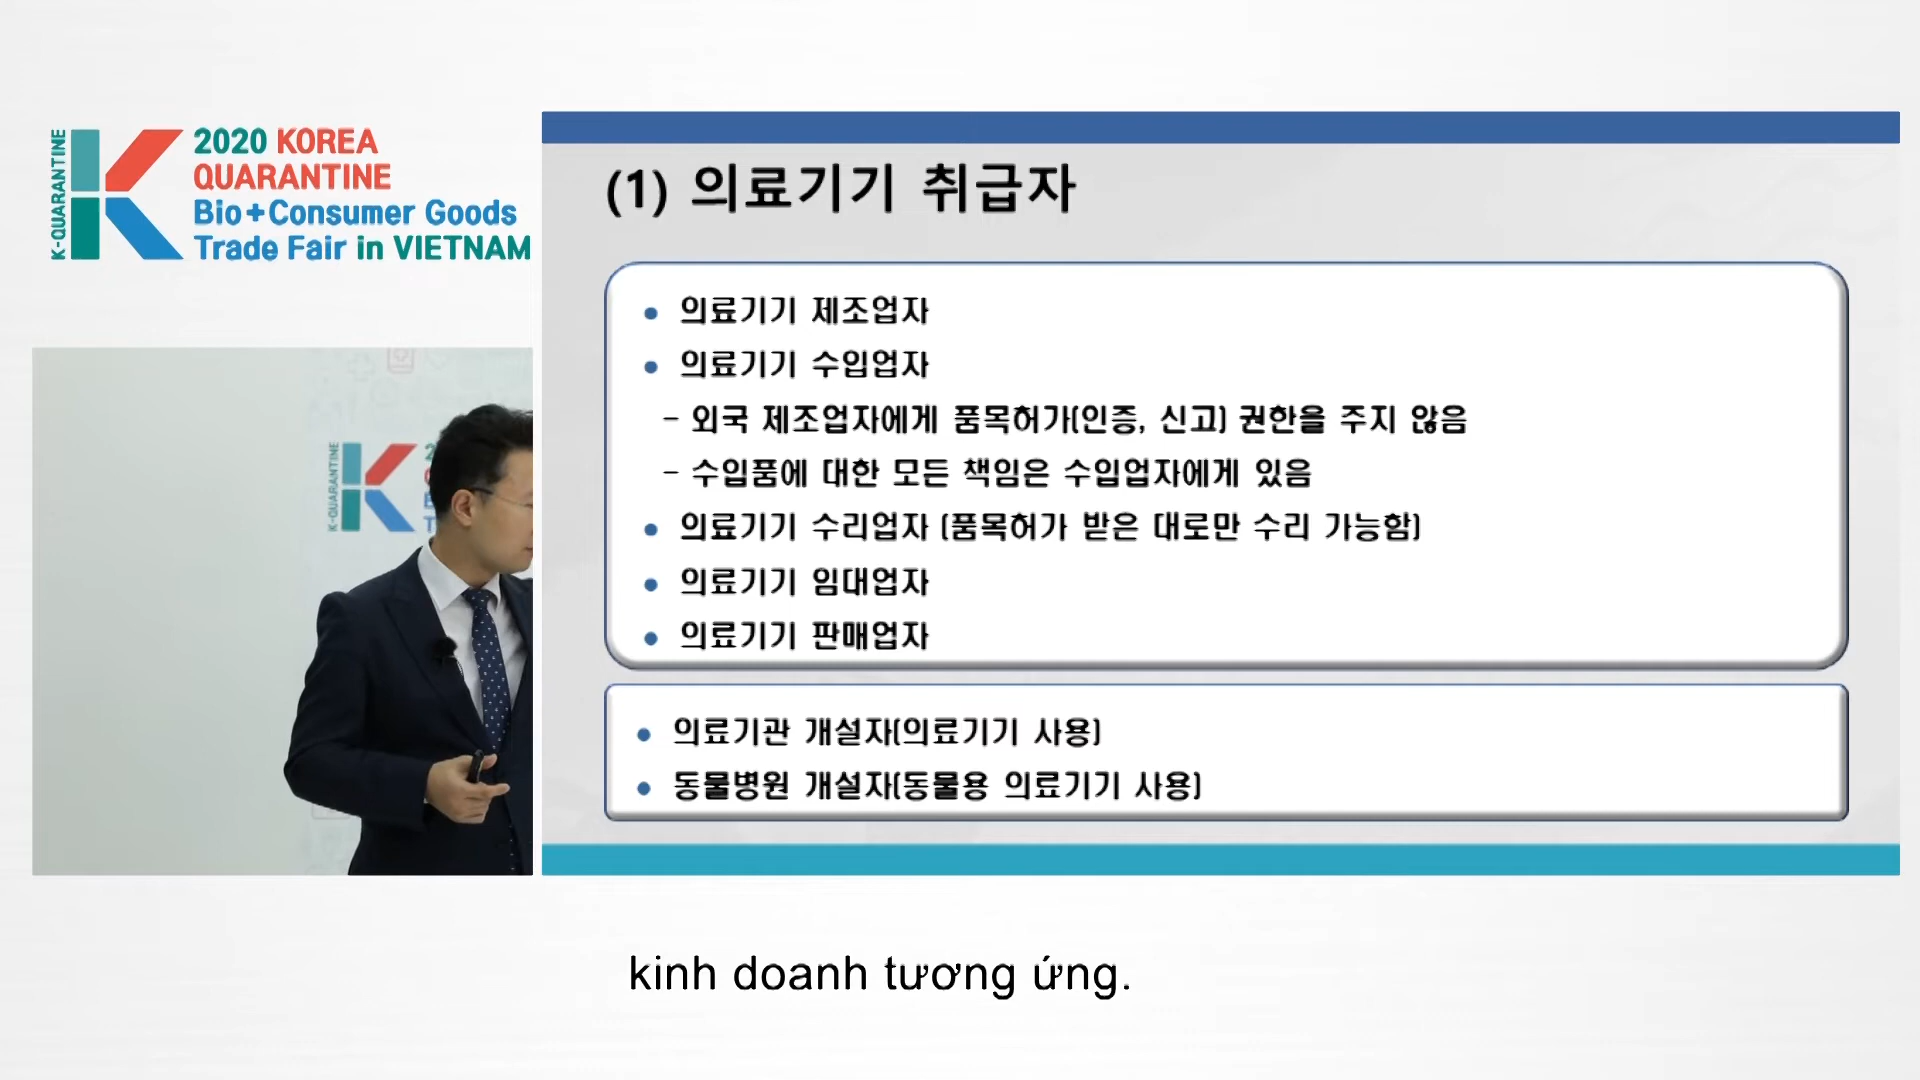 K-QUARANTINE
2020 KOREA
QUARANTINE
Bio+Consumer Goods
Trade Fair in VIETNAM
K-QUARANTINE
(1) 의료기기 취급자
• 의료기기 제조업자
• 의료기기 수입업자
- 외국 제조업자에게 품목허가(인증, 신고) 권한을 주지 않음
- 수입품에 대한 모든 책임은 수입업자에게 있음
• 의료기기 수리업자 (품목허가 받은 대로만 수리 가능함)
• 의료기기 임대업자
• 의료기기 판매업자
• 의료기관 개설자(의료기기 사용)
• 동물병원 개설자(동물용 의료기기 사용)
kinh doanh tương ứng.